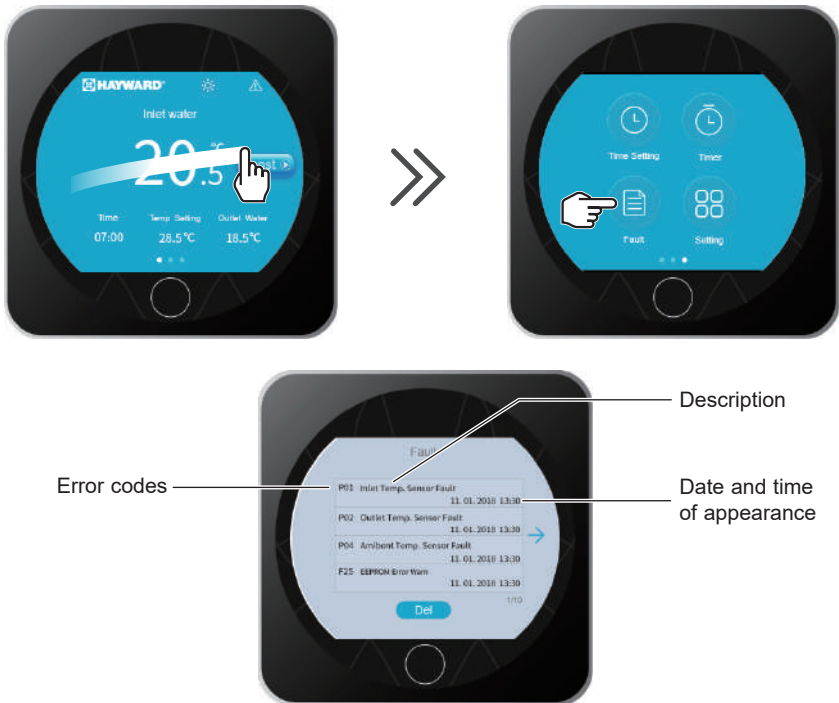 HAYWARD
Inlet water
20.5
°C
Time
Temp Setting
Outlet Water
07:00
28.5°C
18.5°C
Time Setting
Timer
Fault
Setting
Description
Error codes
Date and time
of appearance
P01 Inlet Temp. Sensor Fault
11. 01. 2018 13:30
P02 Outlet Temp. Sensor Fault
11. 01. 2018 13:30
P04 Amibent Temp. Sensor Fault
11. 01. 2018 13:30
F25 EEPROM Error Warn
11. 01. 2018 13:30
1/10
Del